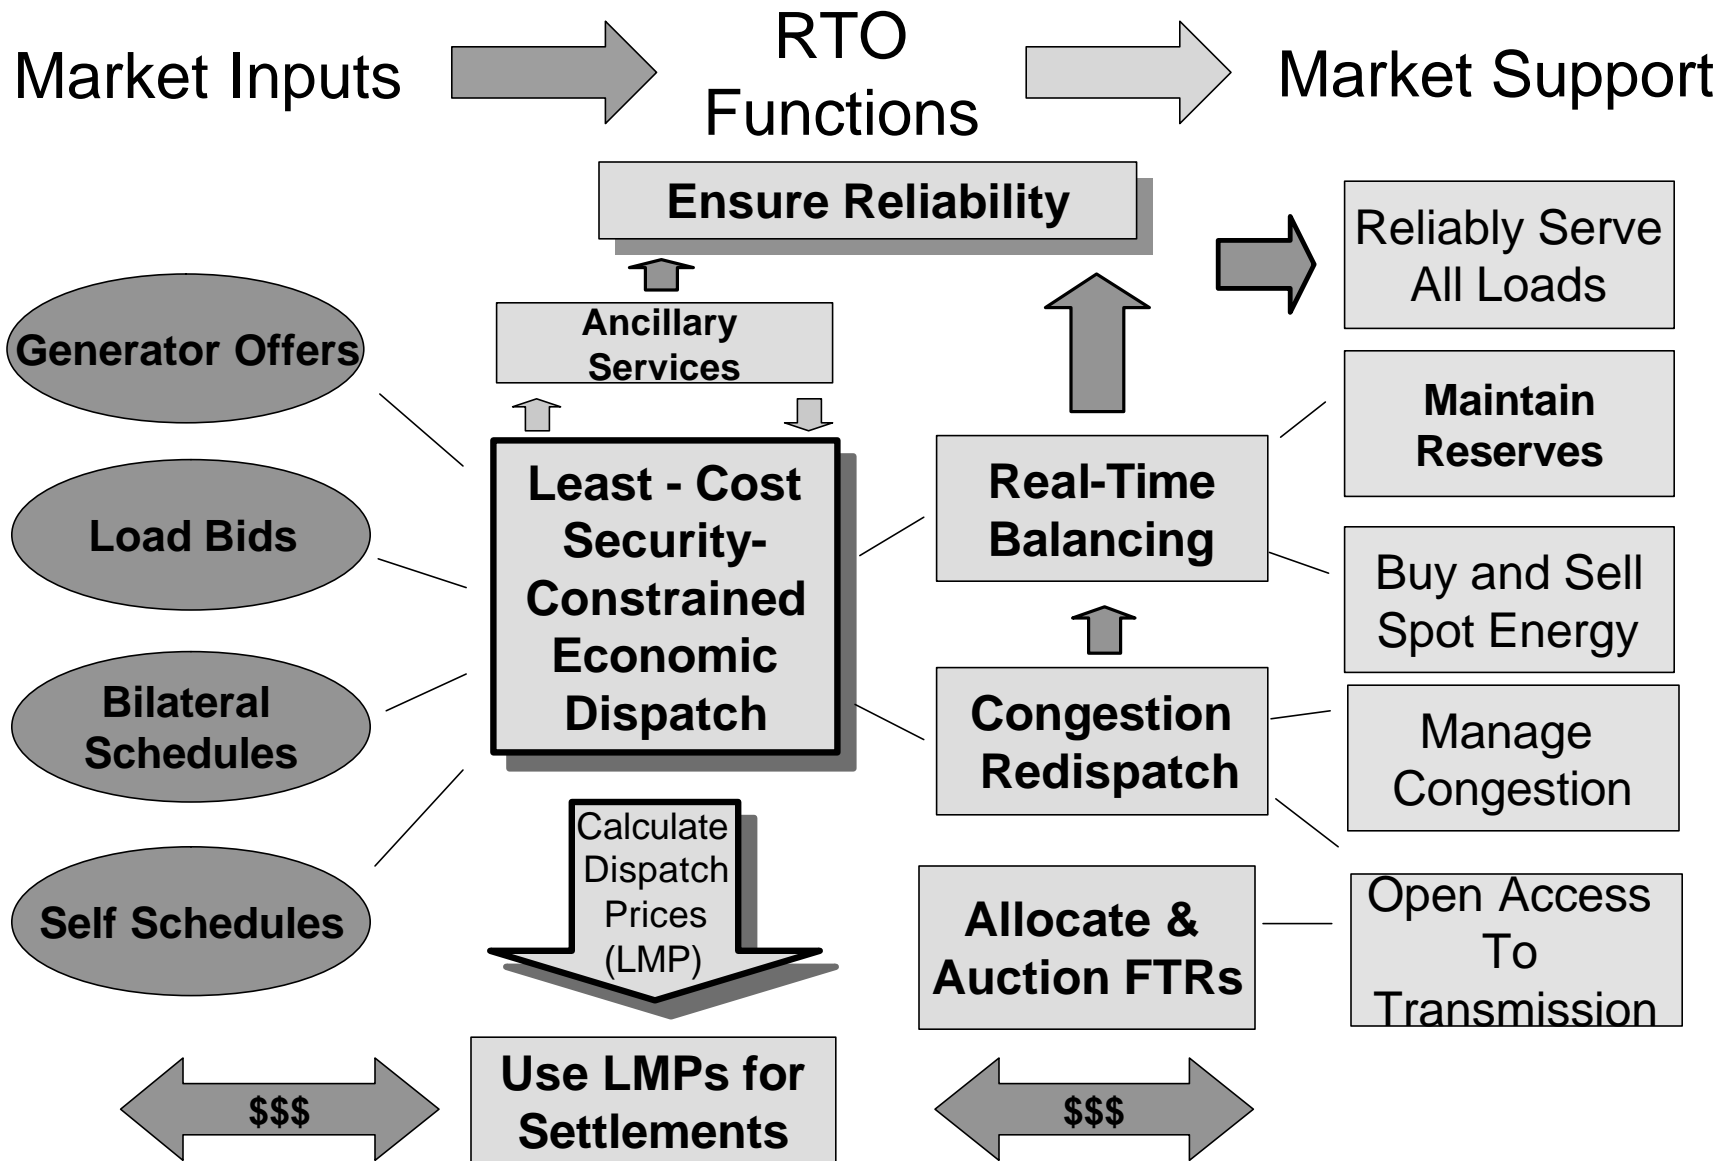 Market Inputs
RTO
Functions
Market Support
Ensure Reliability
Reliably Serve
All Loads
Ancillary
Services
Generator Offers
Maintain
Reserves
Least - Cost
Security-
Constrained
Economic
Dispatch
Real-Time
Balancing
Load Bids
Buy and Sell
Spot Energy
Bilateral
Schedules
Congestion
Redispatch
Manage
Congestion
Calculate
Dispatch
Prices
(LMP)
Self Schedules
Allocate &
Auction FTRs
Open Access
To
Transmission
$$$
Use LMPs for
Settlements
$$$